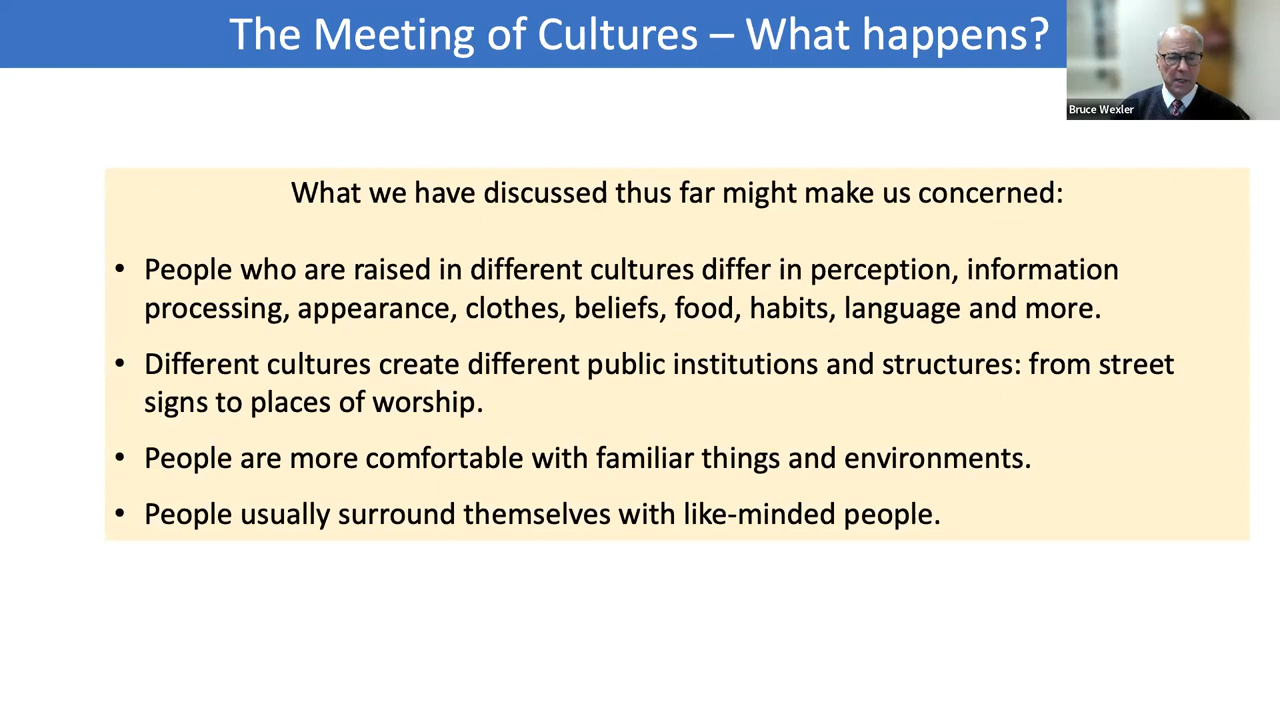 The Meeting of Cultures – What happens?
Bruce Wexler
What we have discussed thus far might make us concerned:
• People who are raised in different cultures differ in perception, information
processing, appearance, clothes, beliefs, food, habits, language and more.
• Different cultures create different public institutions and structures: from street
signs to places of worship.
• People are more comfortable with familiar things and environments.
• People usually surround themselves with like-minded people.